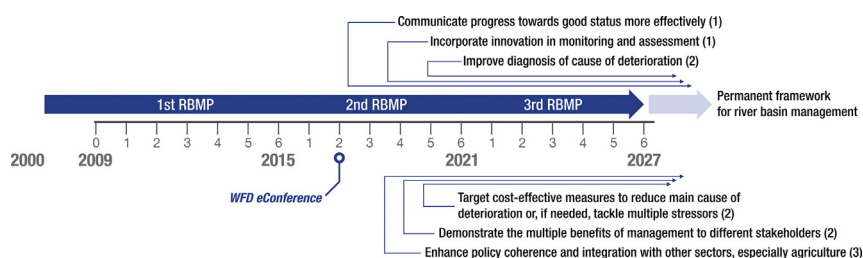 Communicate progress towards good status more effectively (1)
Incorporate innovation in monitoring and assessment (1)
Improve diagnosis of cause of deterioration (2)
1st RBMP 2nd RBMP 3rd RBMP
Permanent framework
for river basin management
0 1 2 3 4 5 6 1 2 3 4 5 6 1 2 3 4 5 6
2000 2009 2015 2021 2027
WFD eConference
Target cost-effective measures to reduce main cause of
deterioration or, if needed, tackle multiple stressors (2)
Demonstrate the multiple benefits of management to different stakeholders (2)
Enhance policy coherence and integration with other sectors, especially agriculture (3)